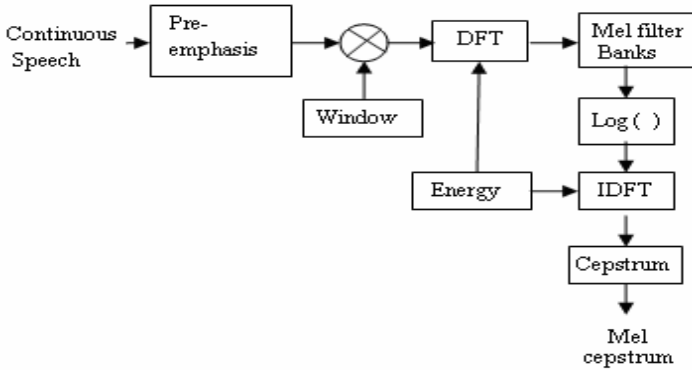 Continuous
Speech
Pre-
emphasis
DFT
Mel filter
Banks
Window
Log ( )
Energy
IDFT
Cepstrum
Mel
cepstrum